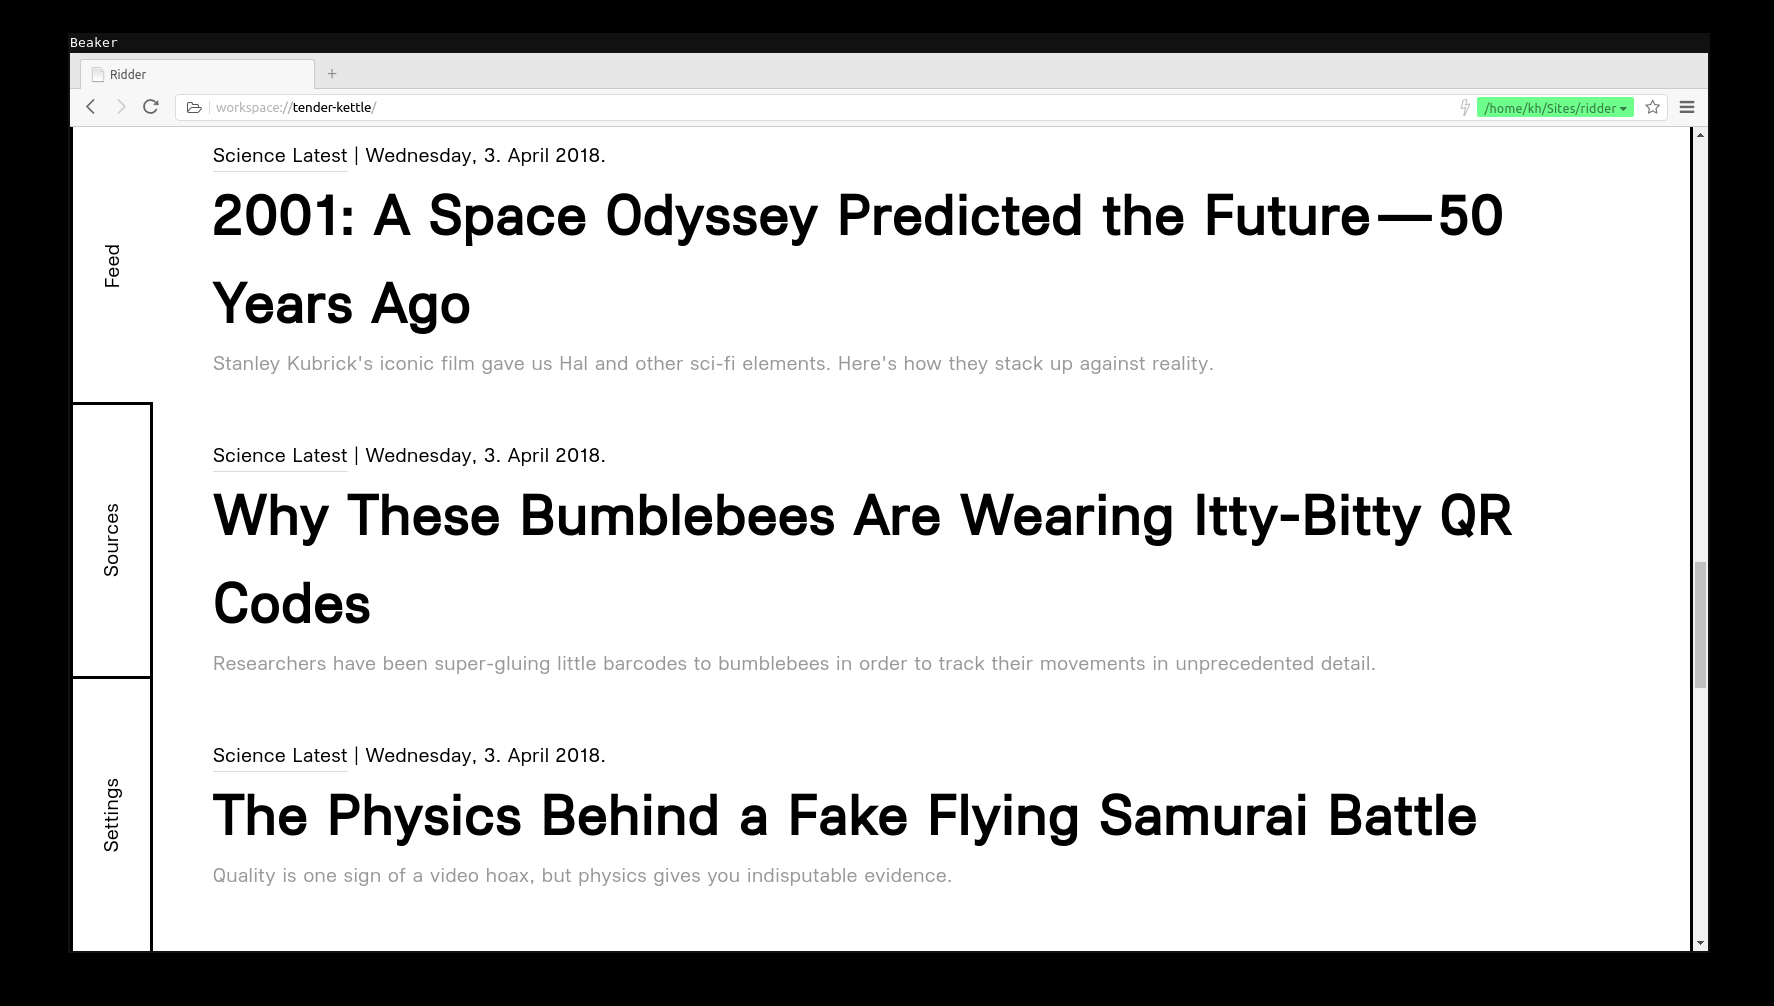 Beaker
Ridder
workspace://tender-kettle/
/home/kh/Sites/ridder
Feed
Sources
Settings
Science Latest | Wednesday, 3. April 2018.
2001: A Space Odyssey Predicted the Future—50
Years Ago
Stanley Kubrick's iconic film gave us Hal and other sci-fi elements. Here's how they stack up against reality.
Science Latest | Wednesday, 3. April 2018.
Why These Bumblebees Are Wearing Itty-Bitty QR
Codes
Researchers have been super-gluing little barcodes to bumblebees in order to track their movements in unprecedented detail.
Science Latest | Wednesday, 3. April 2018.
The Physics Behind a Fake Flying Samurai Battle
Quality is one sign of a video hoax, but physics gives you indisputable evidence.